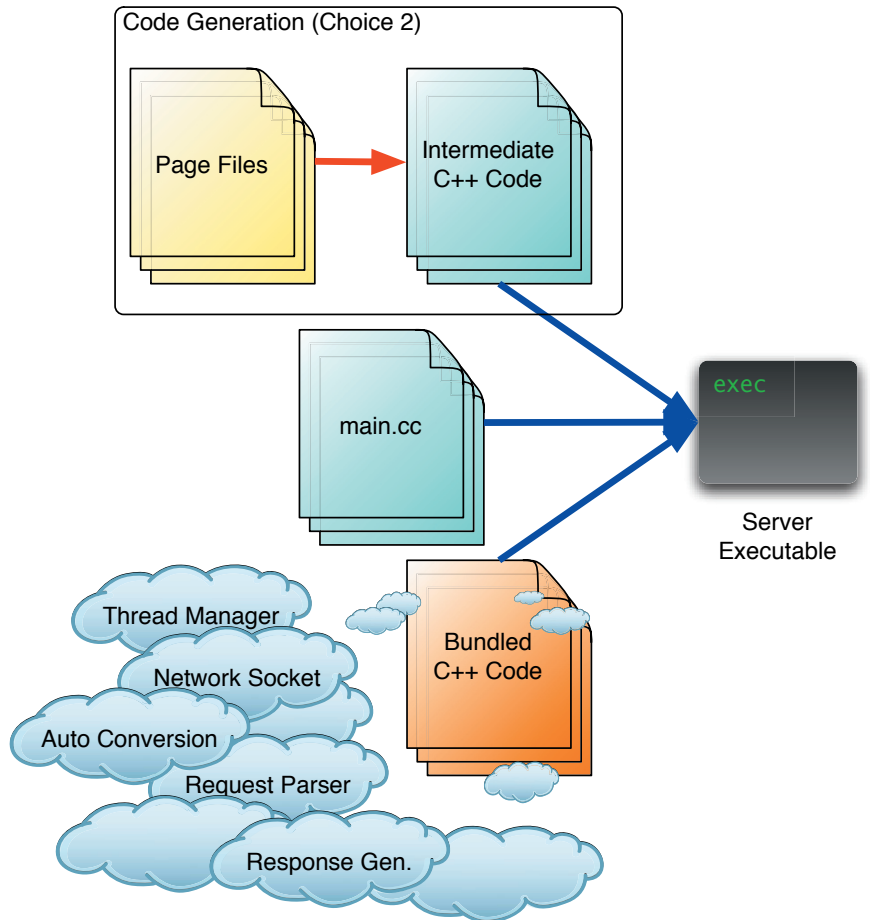 Code Generation (Choice 2)
Page Files
Intermediate
C++ Code
main.cc
exec
Server
Executable
Bundled
C++ Code
Thread Manager
Network Socket
Auto Conversion
Request Parser
Response Gen.